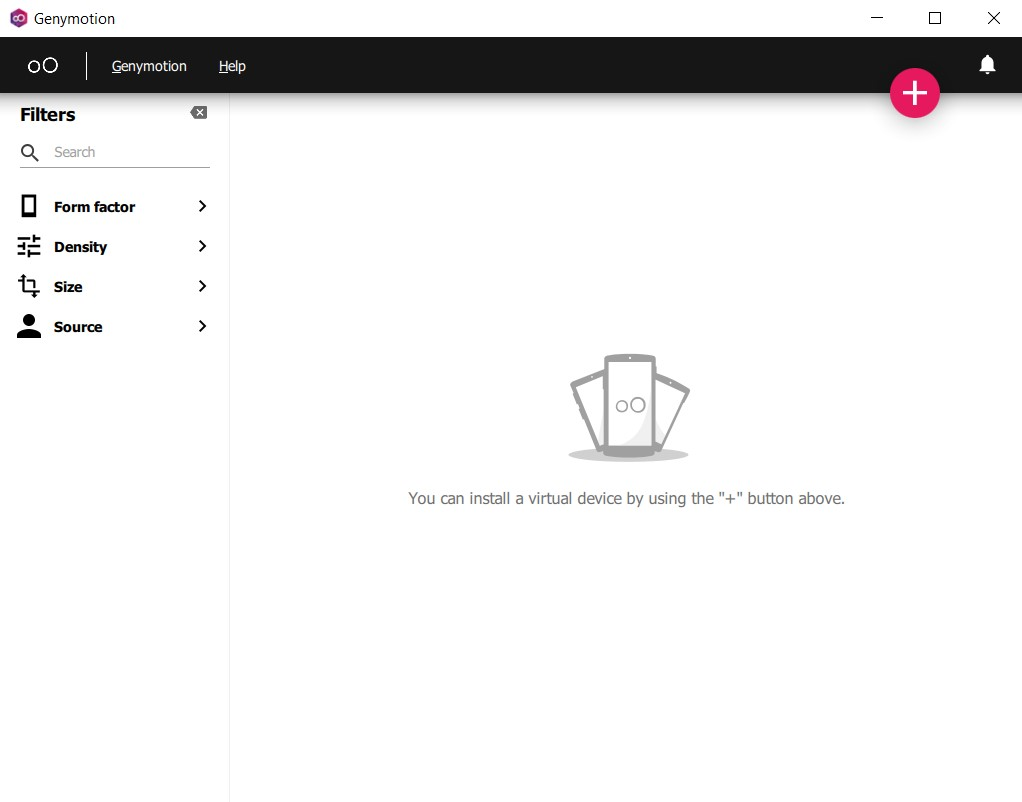 Genymotion
Genymotion Help
Filters
Search
Form factor
Density
Size
Source
You can install a virtual device by using the "+" button above.